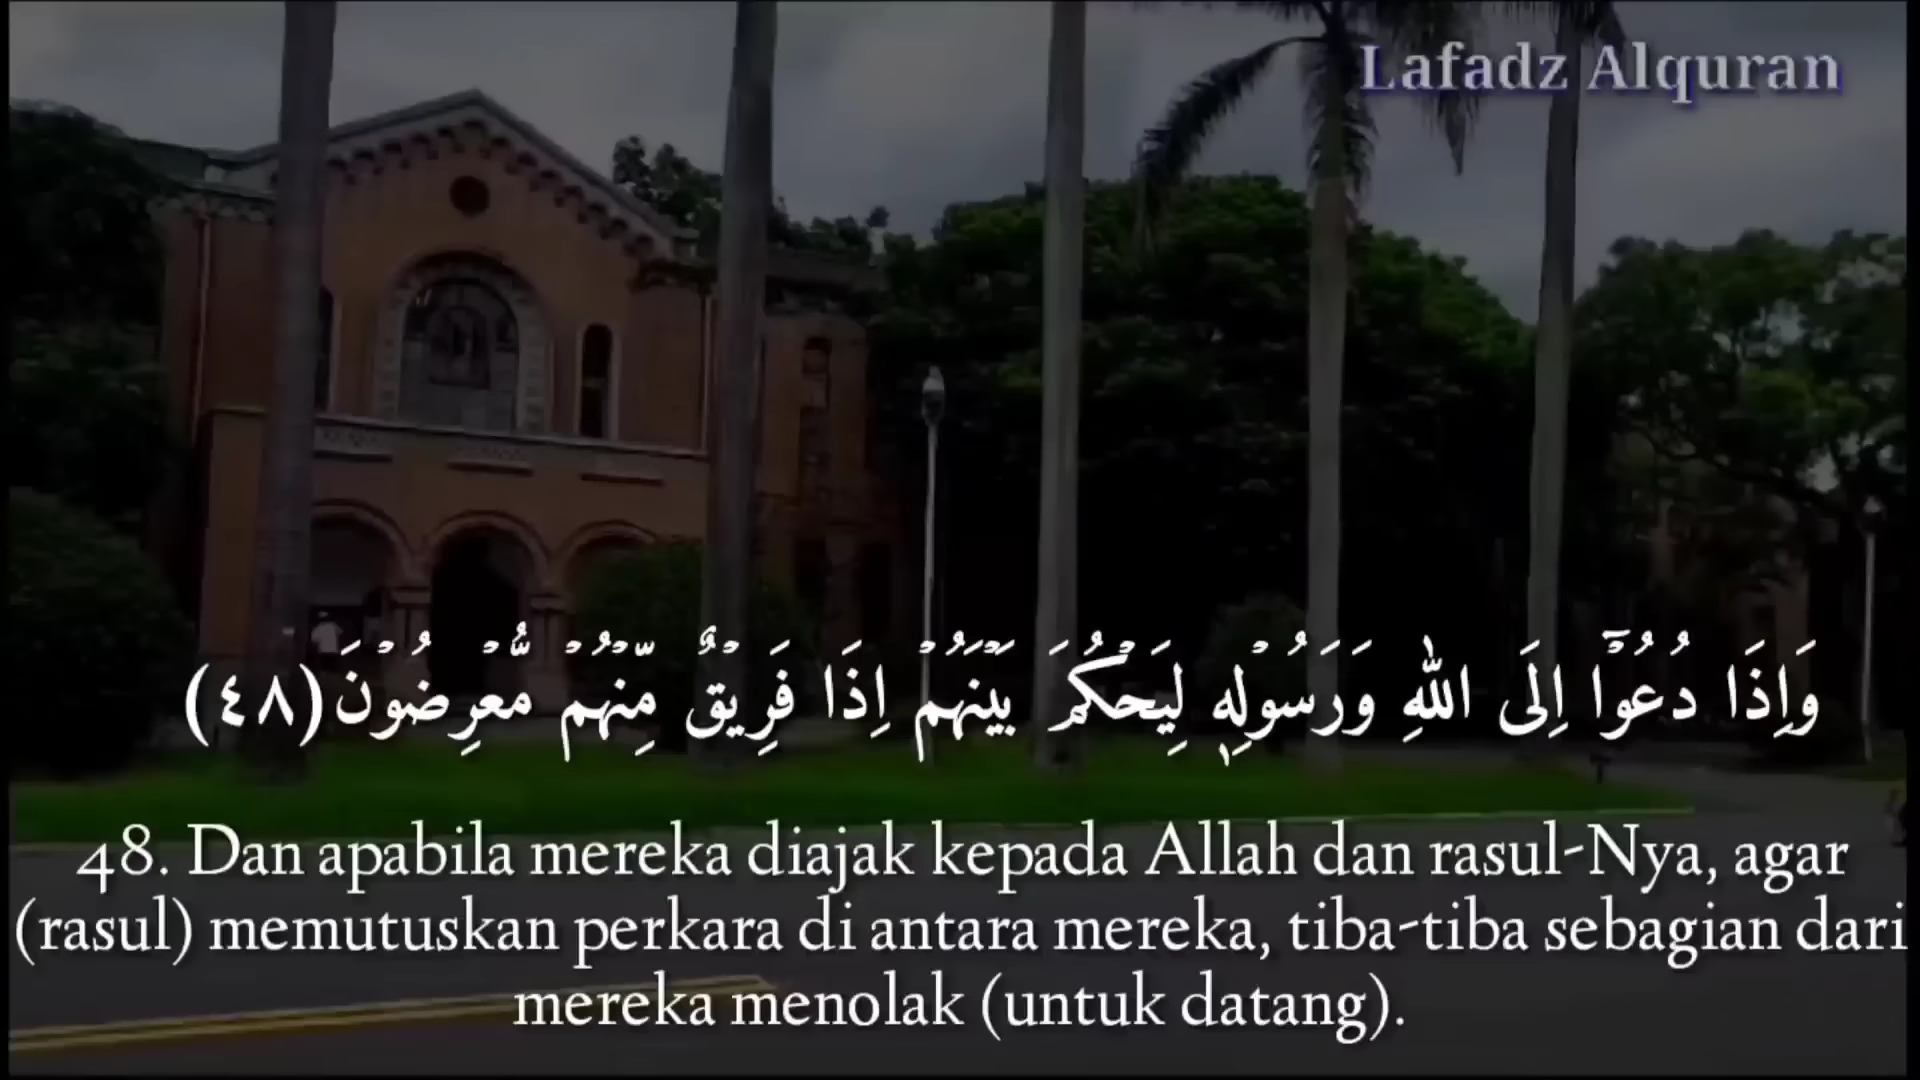 Lafadz Alquran
وَاِذَا دُعُوْٓا اِلَى اللّٰهِ وَرَسُوْلِهٖ لِيَحْكُمَ بَيْنَهُمْ اِذَا فَرِيْقٌ مِّنْهُمْ مُّعْرِضُوْنَ(٤٨)
48. Dan apabila mereka diajak kepada Allah dan rasul-Nya, agar
(rasul) memutuskan perkara di antara mereka, tiba-tiba sebagian dari
mereka menolak (untuk datang).